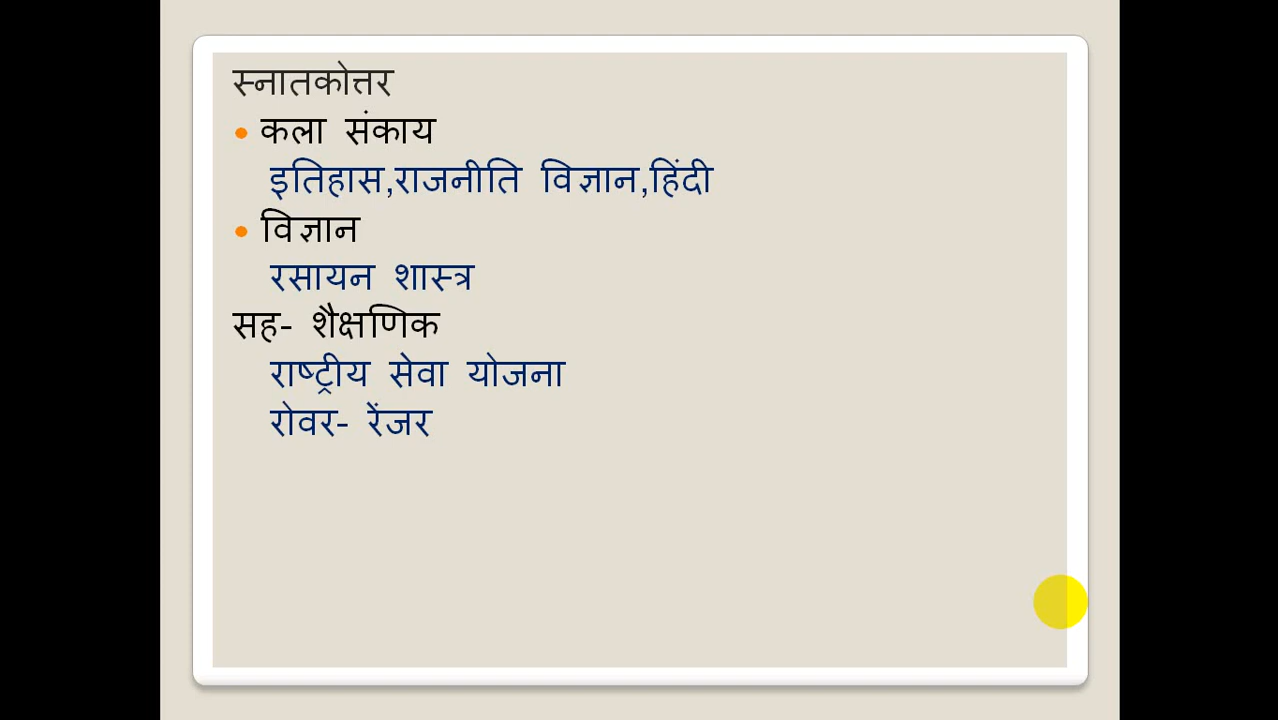 स्नातकोत्तर
कला संकाय
इतिहास,राजनीति विज्ञान,हिंदी
विज्ञान
रसायन शास्त्र
सह- शैक्षणिक
राष्ट्रीय सेवा योजना
रोवर- रेंजर